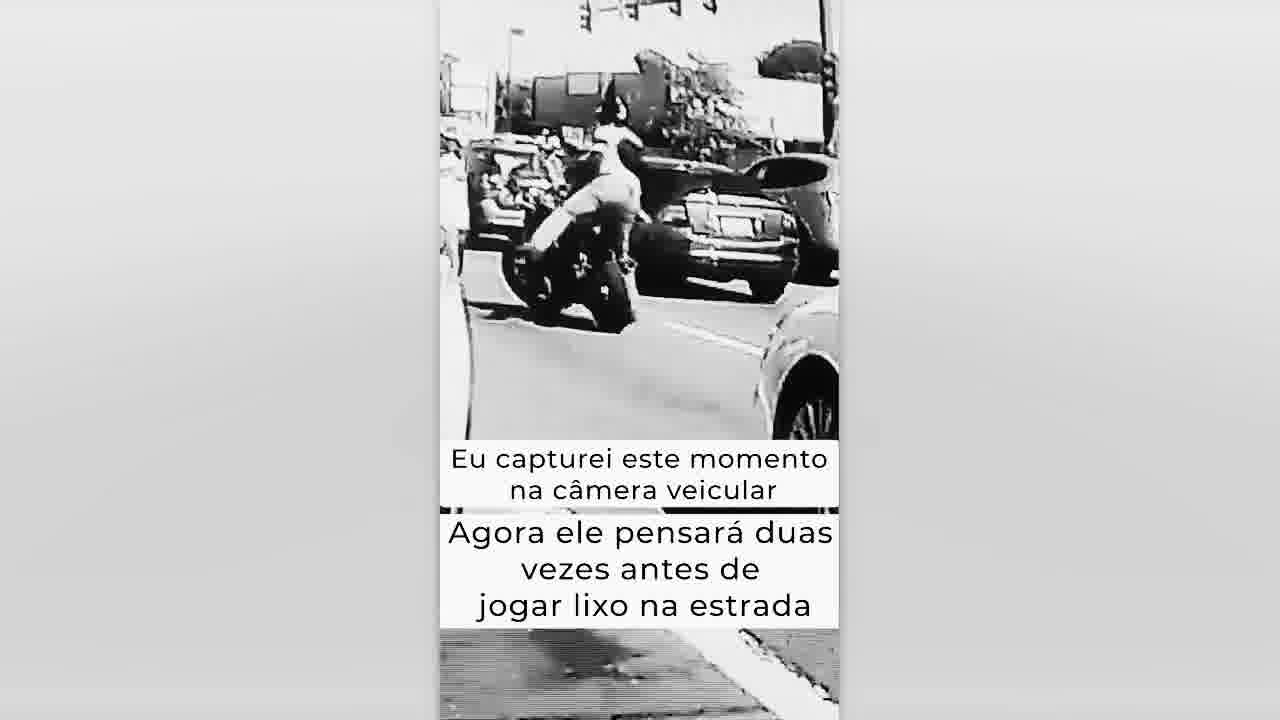 Eu capturei este momento
na câmera veicular
Agora ele pensará duas
vezes antes de
jogar lixo na estrada